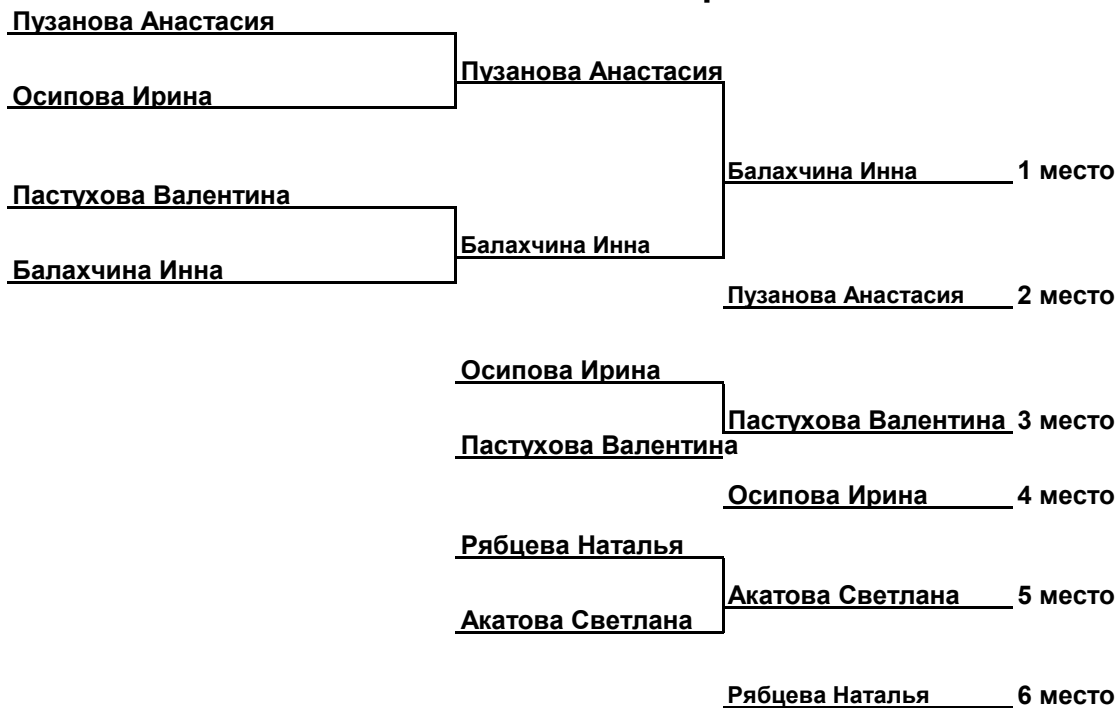 Пузанова Анастасия
Пузанова Анастасия
Осипова Ирина
Балахчина Инна 1 место
Пастухова Валентина
Балахчина Инна
Балахчина Инна
Пузанова Анастасия 2 место
Осипова Ирина
Пастухова Валентина 3 место
Пастухова Валентина
Осипова Ирина 4 место
Рябцева Наталья
Акатова Светлана 5 место
Акатова Светлана
Рябцева Наталья 6 место